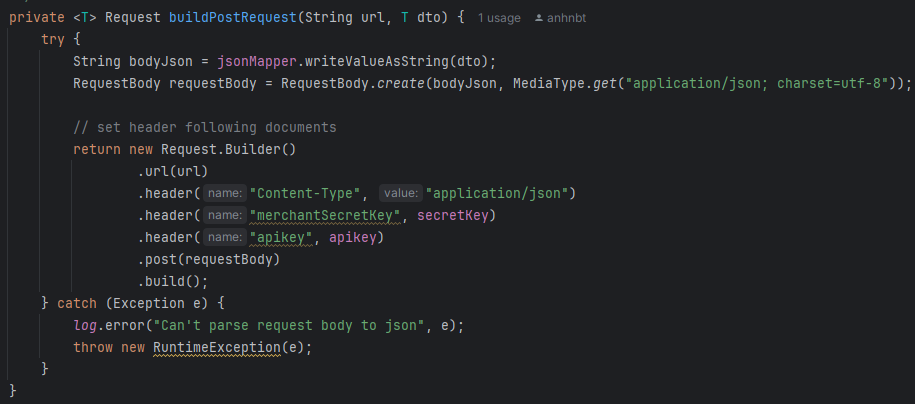 private <T> Request buildPostRequest(String url, T dto) { 1 usage anhnbt
try {
String bodyJson = jsonMapper.writeValueAsString(dto);
RequestBody requestBody = RequestBody.create(bodyJson, MediaType.get("application/json; charset=utf-8"));
// set header following documents
return new Request.Builder()
.url(url)
.header( name: "Content-Type", value: "application/json")
.header( name: "merchantSecretKey", secretKey)
.header( name: "apikey", apikey)
.post(requestBody)
.build();
} catch (Exception e) {
log.error("Can't parse request body to json", e);
throw new RuntimeException(e);
}
}